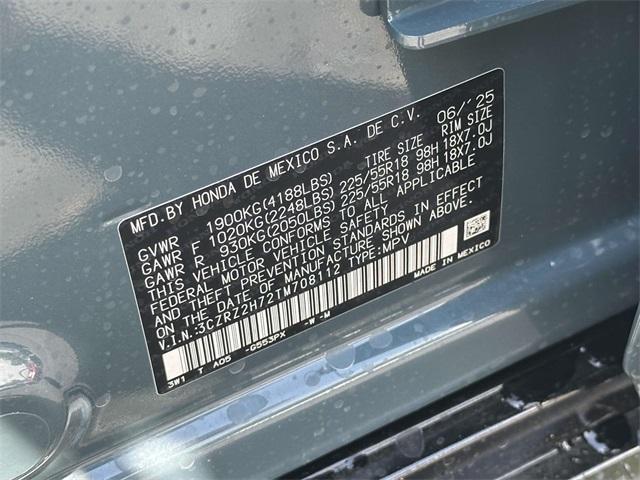 MFD.BY HONDA DE MEXICO S.A. DE C.V. 06/'25
TIRE SIZE RIM SIZE
GVWR 1900KG(4188LBS)
GAWR F 1020KG(2248LBS) 225/55R18 98H 18X7.0J
GAWR R 930KG(2050LBS) 225/55R18 98H 18X7.0J
THIS VEHICLE CONFORMS TO ALL APPLICABLE
FEDERAL MOTOR VEHICLE SAFETY
AND THEFT PREVENTION STANDARDS IN EFFECT
ON THE DATE OF MANUFACTURE SHOWN ABOVE.
V.I.N.:3CZRZ2H72TM708112 TYPE:MPV
MADE IN MEXICO
3W1 T A05 -G553PX -W -M